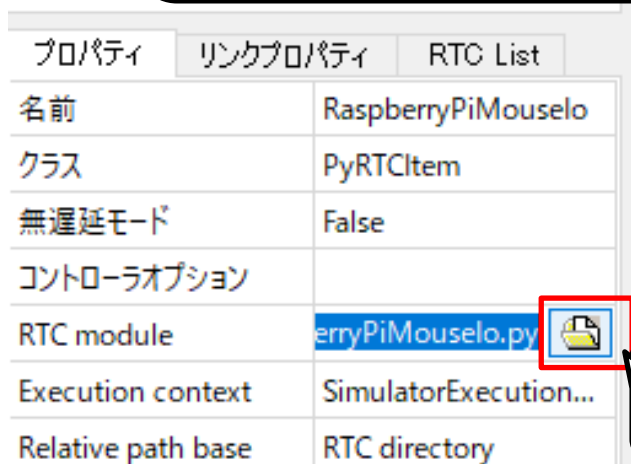 プロパティ リンクプロパティ RTC List
名前 RaspberryPiMouseIo
クラス PyRTCItem
無遅延モード False
コントローラオプション
RTC module erryPiMouseIo.py
Execution context SimulatorExecution...
Relative path base RTC directory